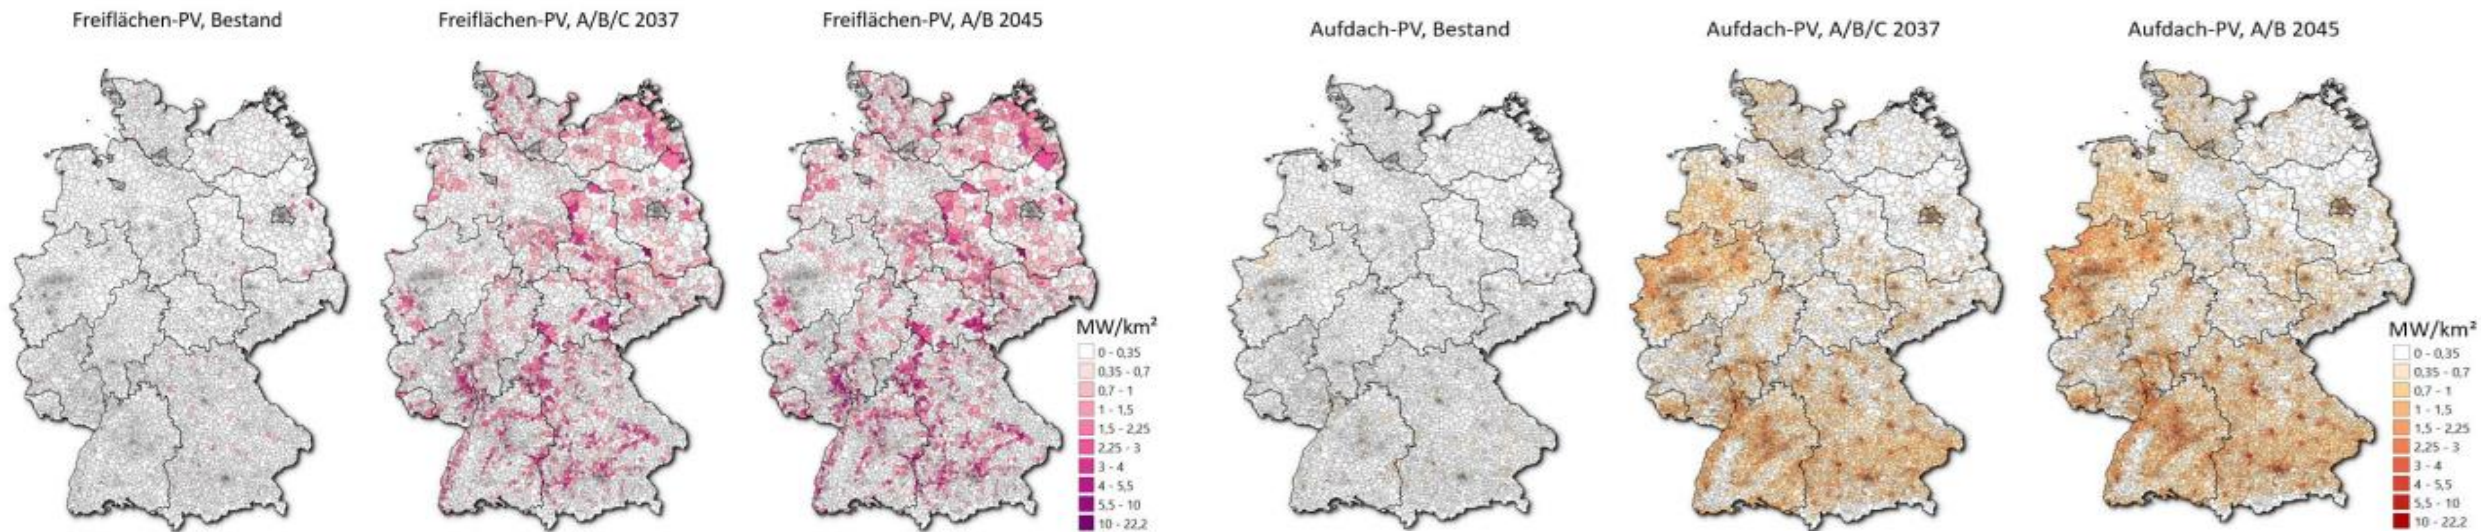 Freiflächen-PV, Bestand
Freiflächen-PV, A/B/C 2037
Freiflächen-PV, A/B 2045
MW/km²
0 - 0,35
0,35 - 0,7
0,7 - 1
1 - 1,5
1,5 - 2,25
2,25 - 3
3 - 4
4 - 5,5
5,5 - 10
10 - 22,2
Aufdach-PV, Bestand
Aufdach-PV, A/B/C 2037
Aufdach-PV, A/B 2045
MW/km²
0 - 0,35
0,35 - 0,7
0,7 - 1
1 - 1,5
1,5 - 2,25
2,25 - 3
3 - 4
4 - 5,5
5,5 - 10
10 - 22,2